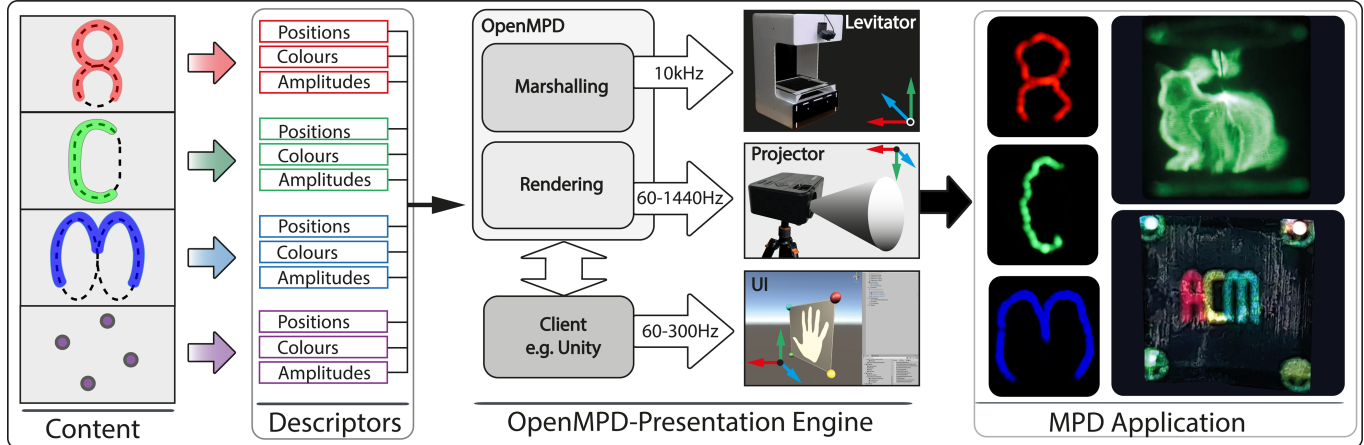 Positions
Colours
Amplitudes
Positions
Colours
Amplitudes
Positions
Colours
Amplitudes
Positions
Colours
Amplitudes
OpenMPD
Marshalling
Rendering
Client
e.g. Unity
10kHz
60-1440Hz
60-300Hz
Levitator
Projector
UI
ACM
Content
Descriptors
OpenMPD-Presentation Engine
MPD Application